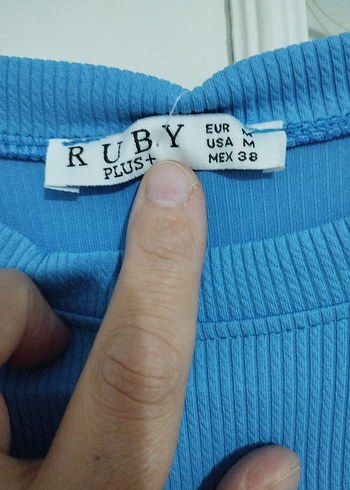 RUBY
PLUS+
EUR M
USA M
MEX 38